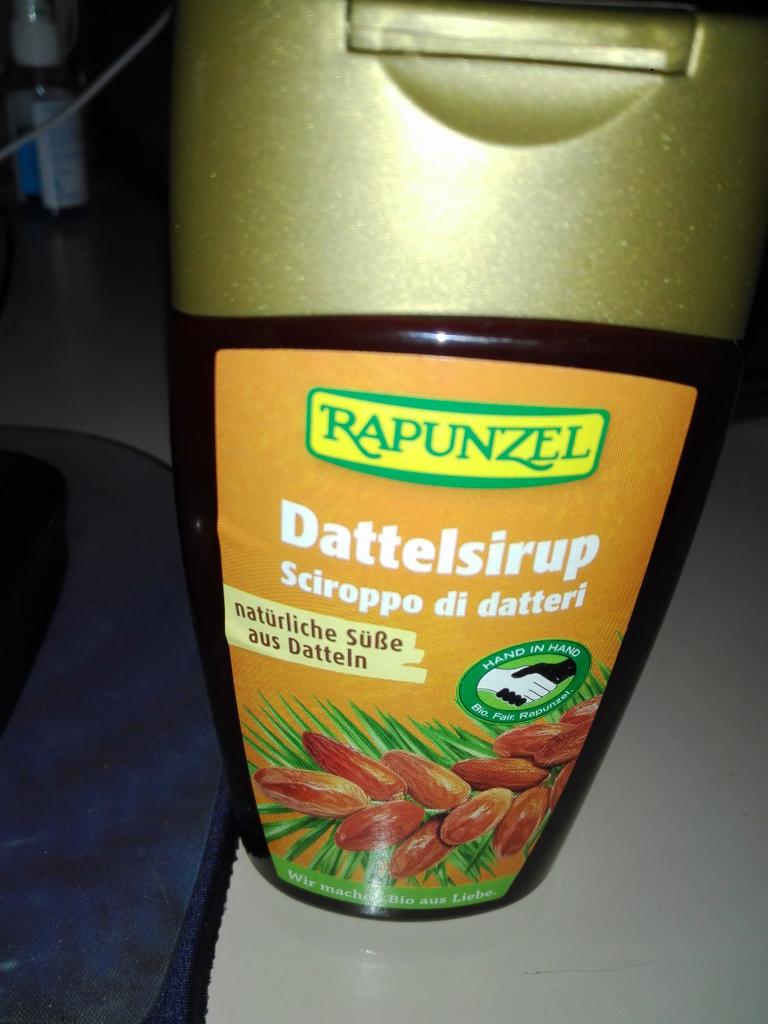 RAPUNZEL
Dattelsirup
Sciroppo di datteri
natürliche Süße
aus Datteln
HAND IN HAND
Bio. Fair. Rapunzel.
Wir machen Bio aus Liebe.